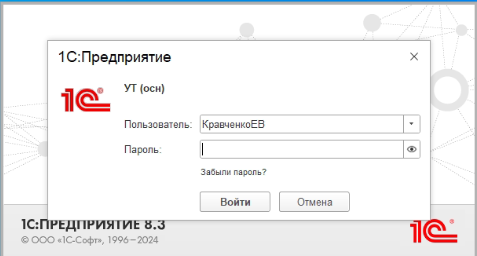 1С:Предприятие
1С
УТ (осн)
Пользователь: КравченкоЕВ
Пароль:
Забыли пароль?
Войти Отмена
1С:ПРЕДПРИЯТИЕ 8.3
© ООО «1С-Софт», 1996–2024
1С